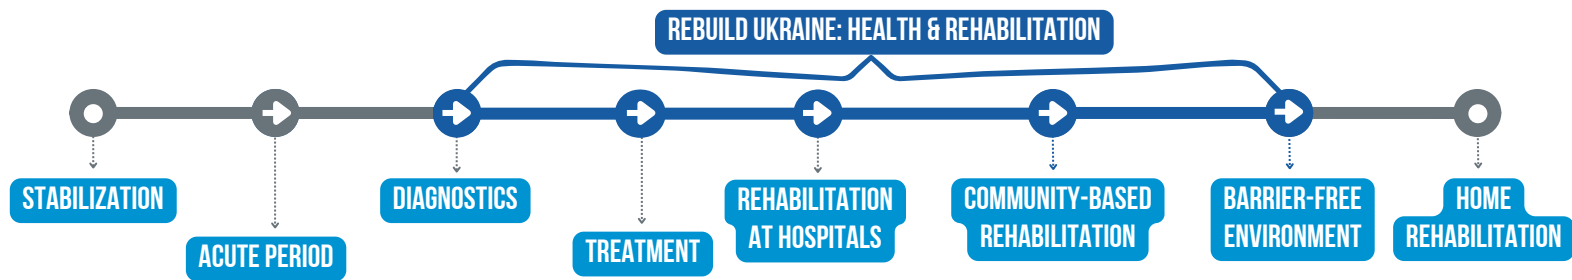 REBUILD UKRAINE: HEALTH & REHABILITATION
STABILIZATION
ACUTE PERIOD
DIAGNOSTICS
TREATMENT
REHABILITATION
AT HOSPITALS
COMMUNITY-BASED
REHABILITATION
BARRIER-FREE
ENVIRONMENT
HOME
REHABILITATION